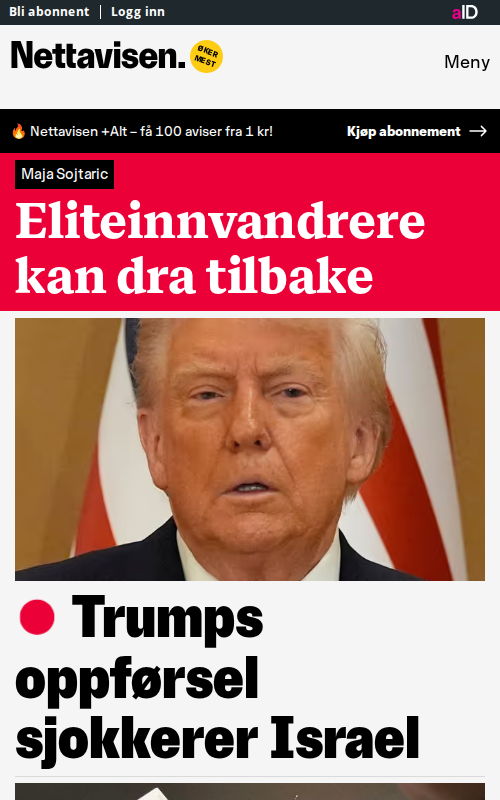 Bli abonnent
Logg inn
aID
Nettavisen.
ØKER
MEST
Meny
🔥 Nettavisen +Alt – få 100 aviser fra 1 kr!
Kjøp abonnement →
Maja Sojtaric
Eliteinnvandrere
kan dra tilbake
Trumps
oppførsel
sjokkerer Israel